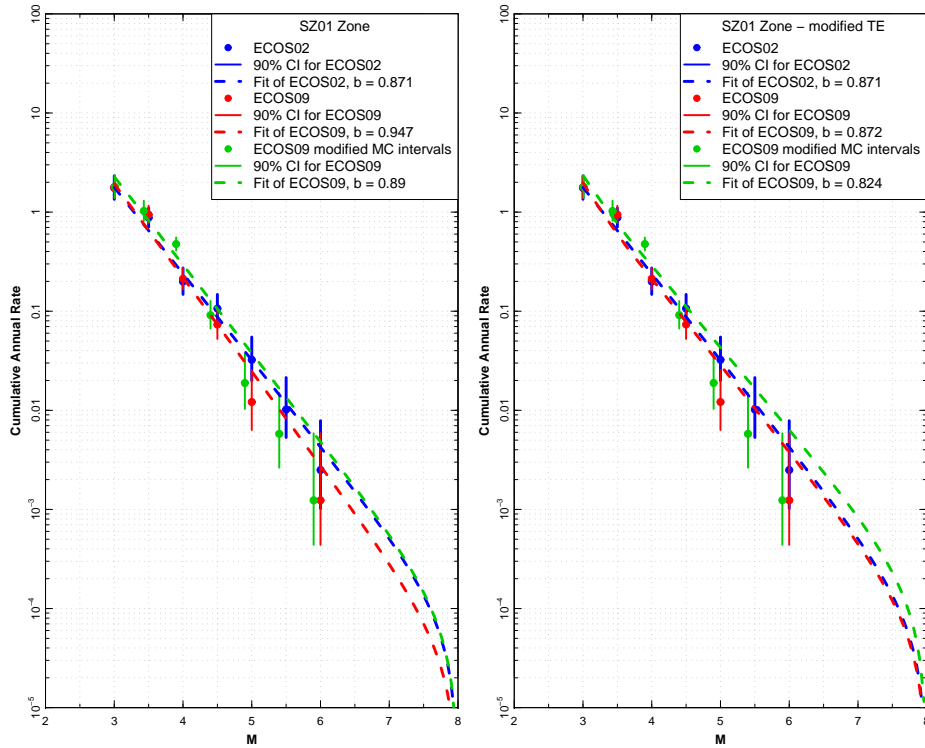 SZ01 Zone
ECOS02
90% CI for ECOS02
Fit of ECOS02, b = 0.871
ECOS09
90% CI for ECOS09
Fit of ECOS09, b = 0.947
ECOS09 modified MC intervals
90% CI for ECOS09
Fit of ECOS09, b = 0.89
Cumulative Annual Rate
100
10
1
0.1
0.01
10⁻³
10⁻⁴
10⁻⁵
2 3 4 5 6 7 8
M
SZ01 Zone − modified TE
ECOS02
90% CI for ECOS02
Fit of ECOS02, b = 0.871
ECOS09
90% CI for ECOS09
Fit of ECOS09, b = 0.872
ECOS09 modified MC intervals
90% CI for ECOS09
Fit of ECOS09, b = 0.824
Cumulative Annual Rate
100
10
1
0.1
0.01
10⁻³
10⁻⁴
10⁻⁵
2 3 4 5 6 7 8
M